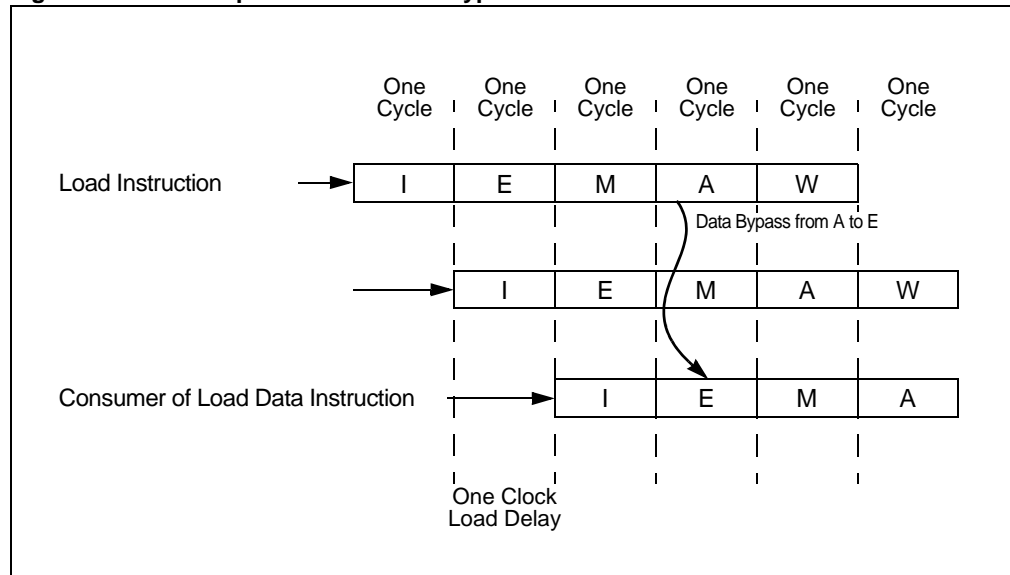 One One One One One One
Cycle Cycle Cycle Cycle Cycle Cycle
Load Instruction I E M A W
Data Bypass from A to E
I E M A W
Consumer of Load Data Instruction I E M A
One Clock
Load Delay